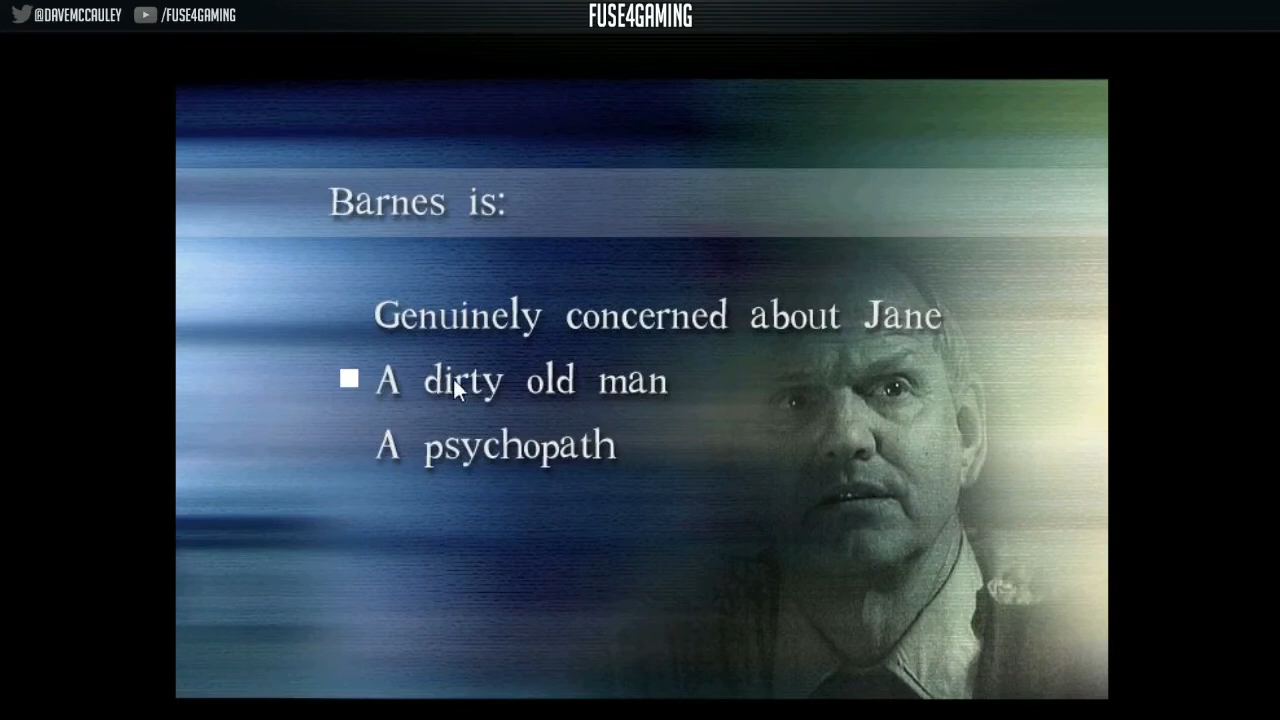 @DAVEMCCAULEY /FUSE4GAMING FUSE4GAMING
Barnes is:
Genuinely concerned about Jane
A dirty old man
A psychopath